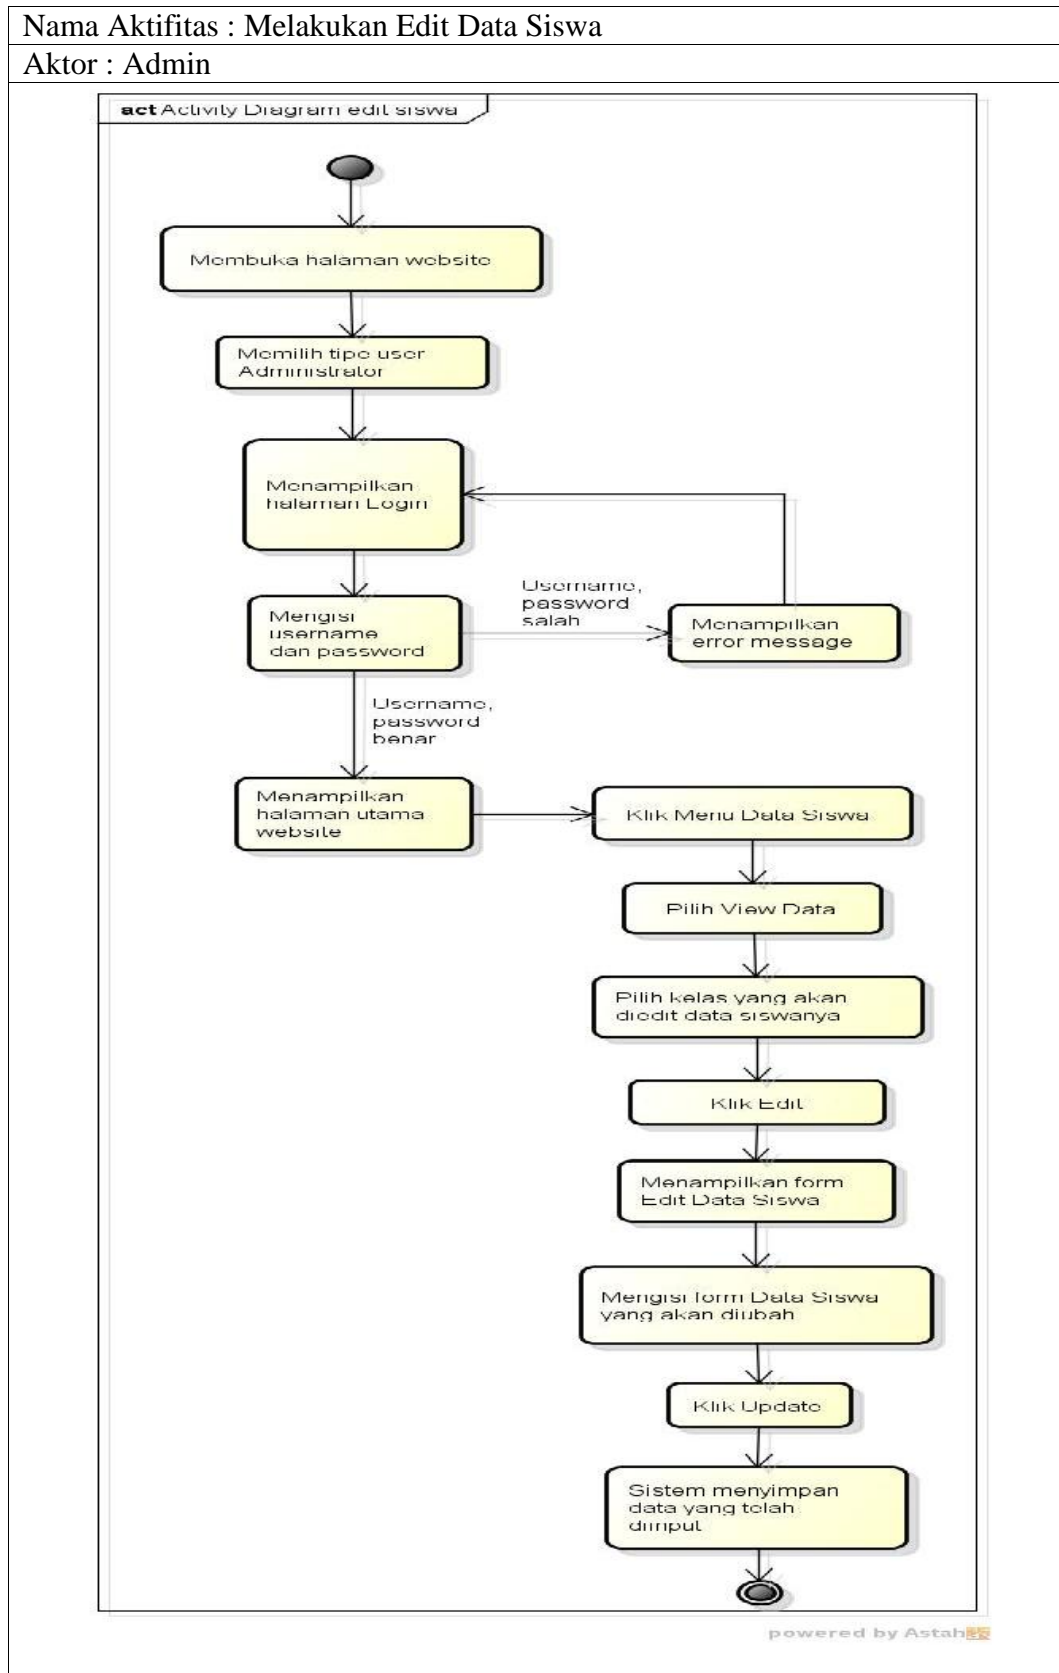 Nama Aktifitas : Melakukan Edit Data Siswa
Aktor : Admin
act Activity Diagram edit siswa
Membuka halaman website
Memilih tipe user
Administrator
Menampilkan
halaman Login
Mengisi
username
dan password
Username,
password
salah
Menampilkan
error message
Username,
password
benar
Menampilkan
halaman utama
website
Klik Menu Data Siswa
Pilih View Data
Pilih kelas yang akan
diedit data siswanya
Klik Edit
Menampilkan form
Edit Data Siswa
Mengisi form Data Siswa
yang akan diubah
Klik Update
Sistem menyimpan
data yang telah
diinput
powered by Astah